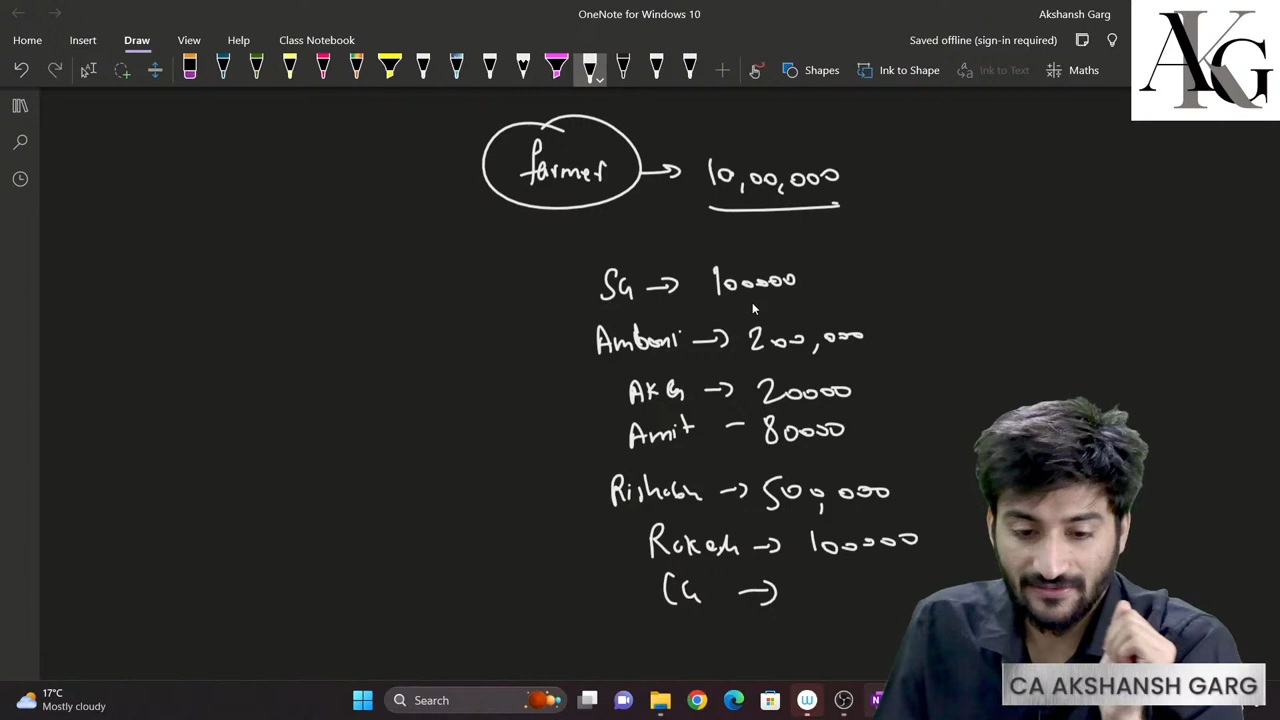 OneNote for Windows 10
Akshansh Garg
Home Insert Draw View Help Class Notebook
Saved offline (sign-in required)
Shapes Ink to Shape Ink to Text Maths
AKG
farmer → 10,00,000
SG → 100000
Ambani → 200,000
AKG → 20000
Amit - 80000
Rishabh → 500,000
Rakesh → 100000
CG →
CA AKSHANSH GARG
17°C
Mostly cloudy
Search